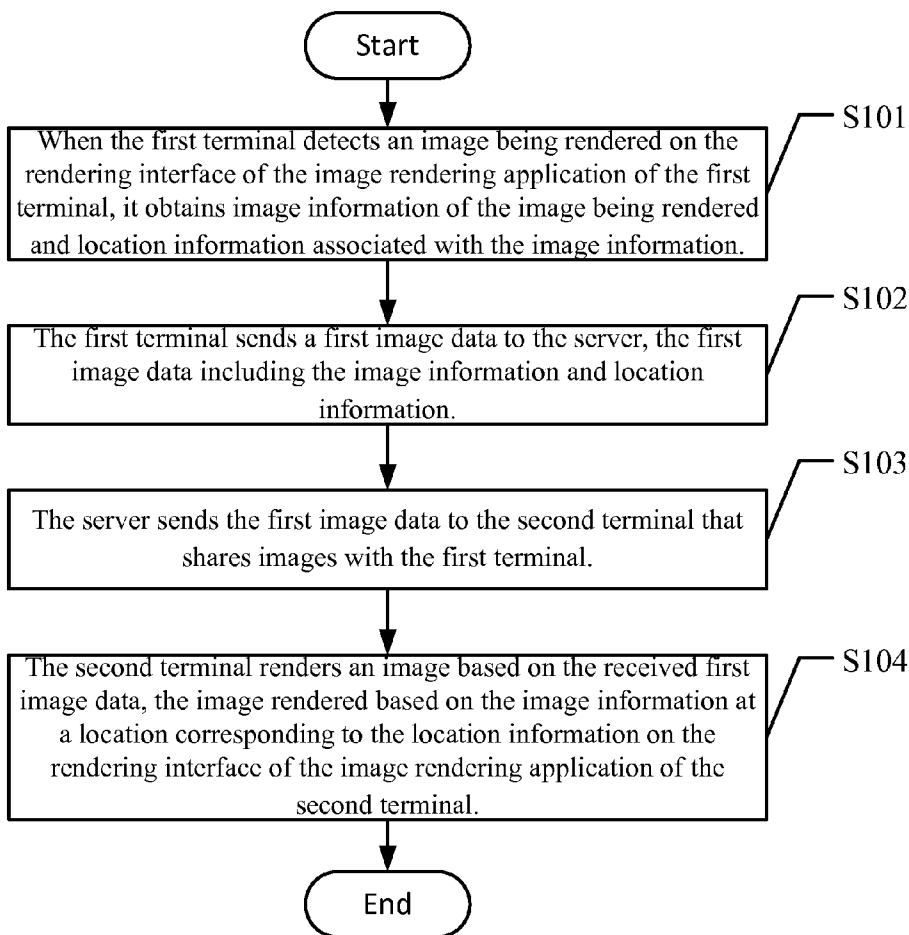 Start
S101
When the first terminal detects an image being rendered on the
rendering interface of the image rendering application of the first
terminal, it obtains image information of the image being rendered
and location information associated with the image information.
S102
The first terminal sends a first image data to the server, the first
image data including the image information and location
information.
S103
The server sends the first image data to the second terminal that
shares images with the first terminal.
S104
The second terminal renders an image based on the received first
image data, the image rendered based on the image information at
a location corresponding to the location information on the
rendering interface of the image rendering application of the
second terminal.
End